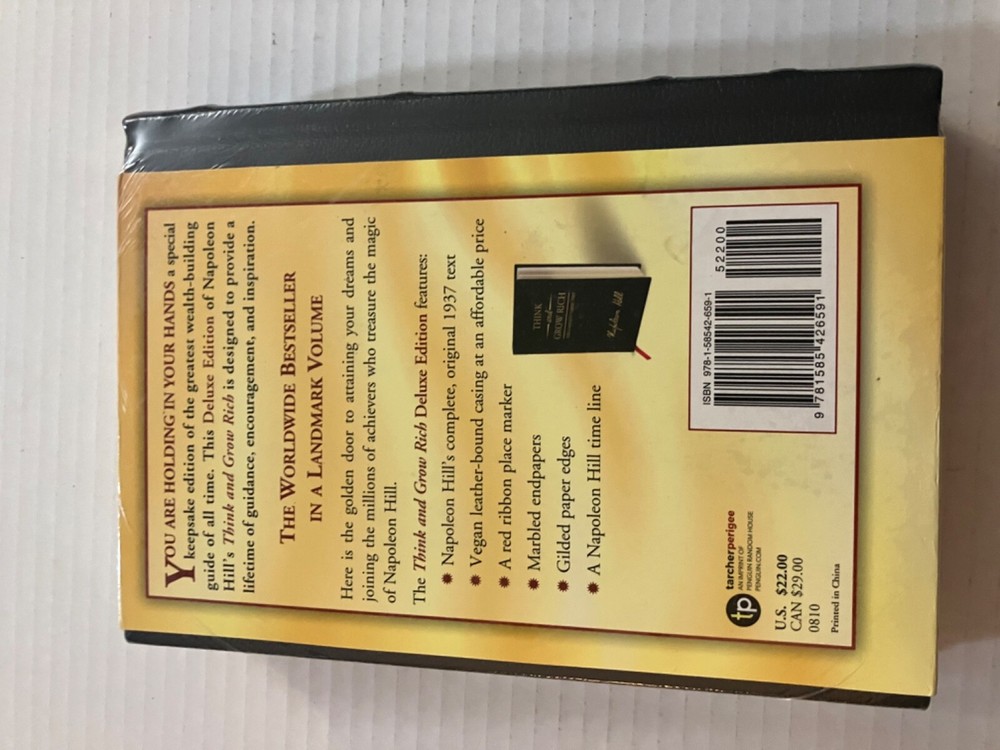 YOU ARE HOLDING IN YOUR HANDS a special
keepsake edition of the greatest wealth-building
guide of all time. This Deluxe Edition of Napoleon
Hill's Think and Grow Rich is designed to provide a
lifetime of guidance, encouragement, and inspiration.
THE WORLDWIDE BESTSELLER
IN A LANDMARK VOLUME
Here is the golden door to attaining your dreams and
joining the millions of achievers who treasure the magic
of Napoleon Hill.
The Think and Grow Rich Deluxe Edition features:
Napoleon Hill's complete, original 1937 text
Vegan leather-bound casing at an affordable price
A red ribbon place marker
Marbled endpapers
Gilded paper edges
A Napoleon Hill time line
THINK
and
GROW RICH
Napoleon Hill
tp
tarcherperigee
AN IMPRINT OF
PENGUIN RANDOM HOUSE
PENGUIN.COM
U.S. $22.00
CAN $29.00
0810
Printed in China
ISBN 978-1-58542-659-1
52200
9 781585 426591